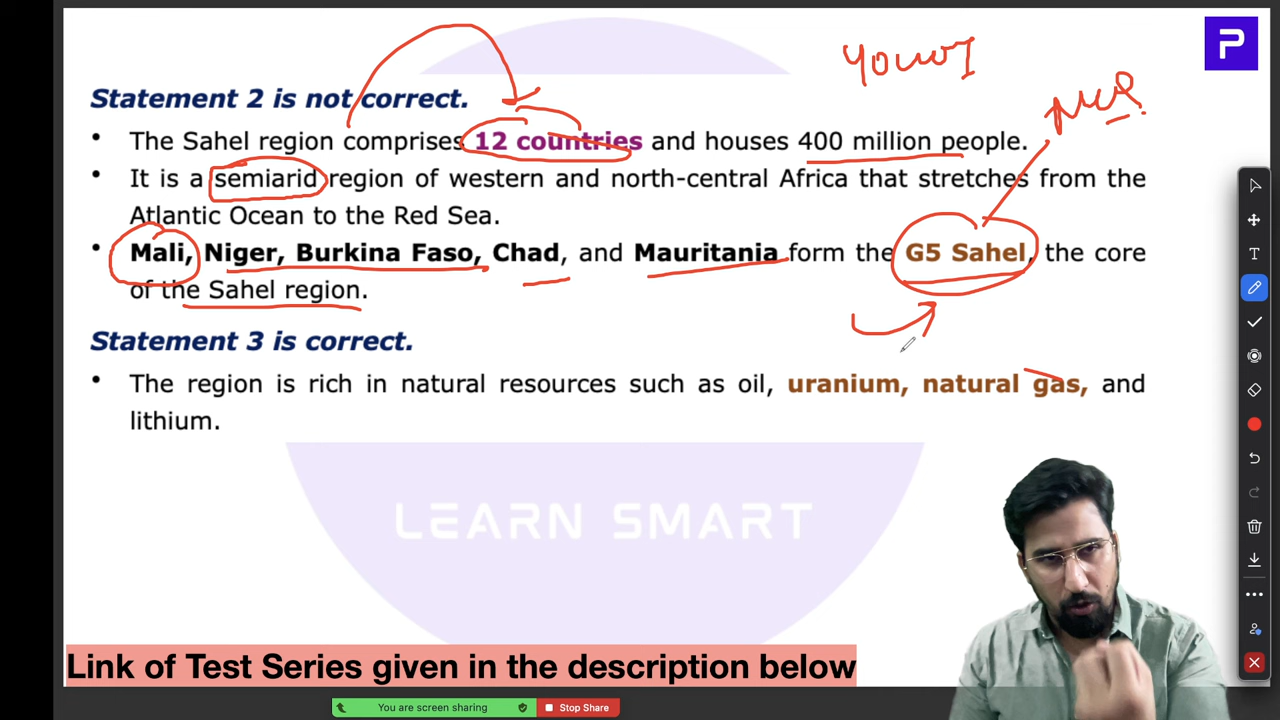 Statement 2 is not correct.
• The Sahel region comprises 12 countries and houses 400 million people.
• It is a semiarid region of western and north-central Africa that stretches from the
Atlantic Ocean to the Red Sea.
• Mali, Niger, Burkina Faso, Chad, and Mauritania form the G5 Sahel, the core
of the Sahel region.
Statement 3 is correct.
• The region is rich in natural resources such as oil, uranium, natural gas, and
lithium.
LEARN SMART
Link of Test Series given in the description below
You are screen sharing
Stop Share